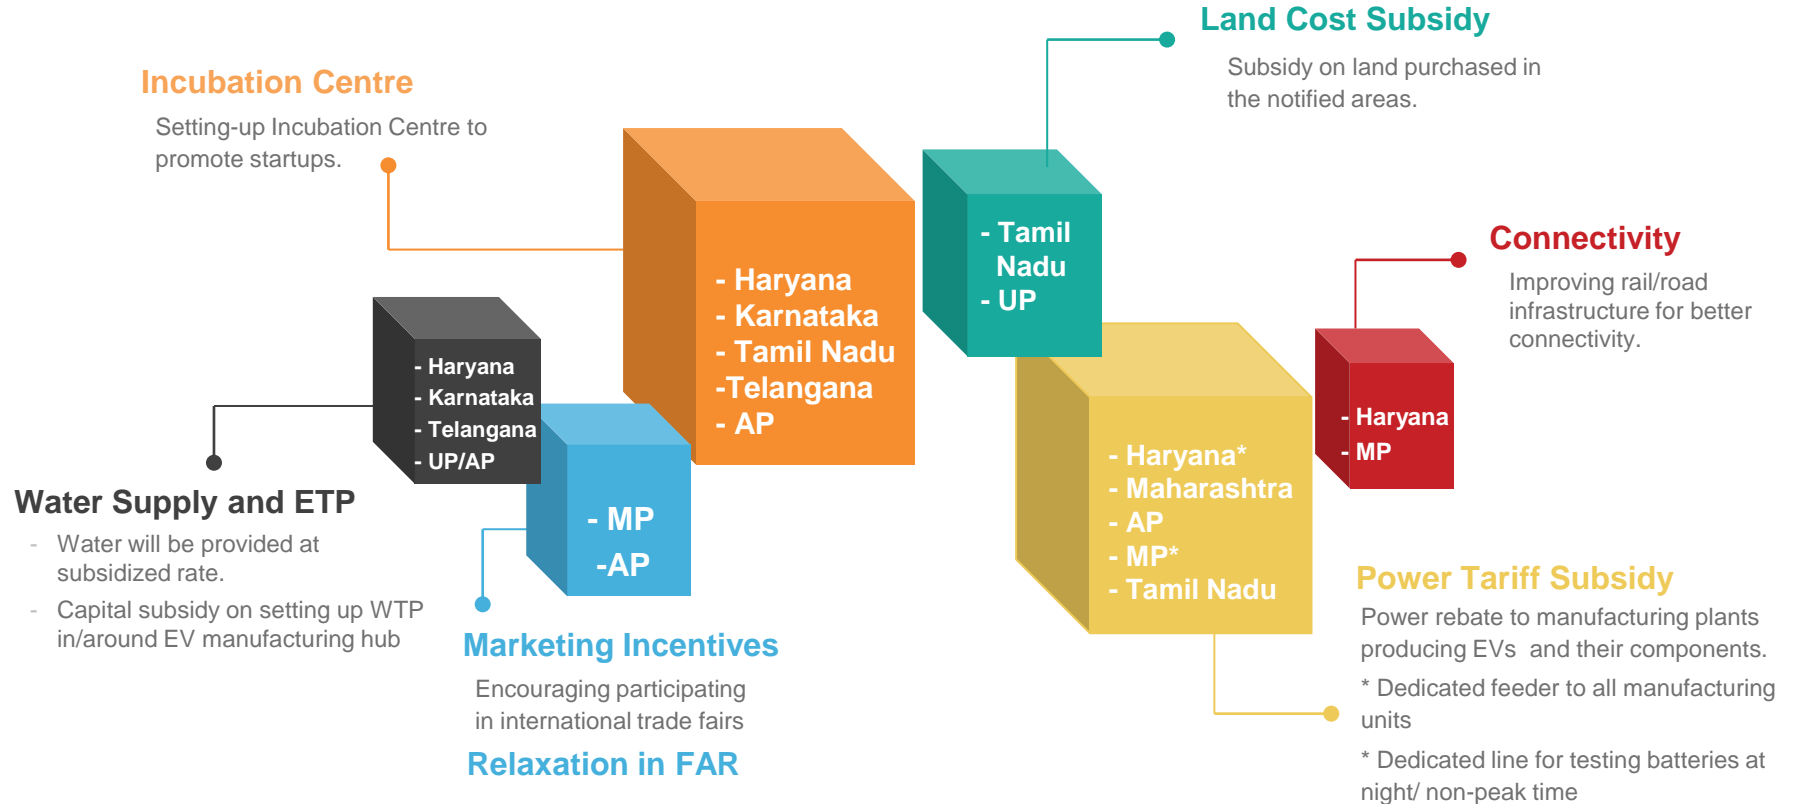 Land Cost Subsidy
Subsidy on land purchased in
the notified areas.
Incubation Centre
Setting-up Incubation Centre to
promote startups.
- Haryana
- Karnataka
- Tamil Nadu
-Telangana
- AP
- Tamil
Nadu
- UP
Connectivity
Improving rail/road
infrastructure for better
connectivity.
- Haryana
- MP
- Haryana
- Karnataka
- Telangana
- UP/AP
Water Supply and ETP
- Water will be provided at
subsidized rate.
- Capital subsidy on setting up WTP
in/around EV manufacturing hub
- MP
-AP
Marketing Incentives
Encouraging participating
in international trade fairs
Relaxation in FAR
- Haryana*
- Maharashtra
- AP
- MP*
- Tamil Nadu
Power Tariff Subsidy
Power rebate to manufacturing plants
producing EVs and their components.
* Dedicated feeder to all manufacturing
units
* Dedicated line for testing batteries at
night/ non-peak time